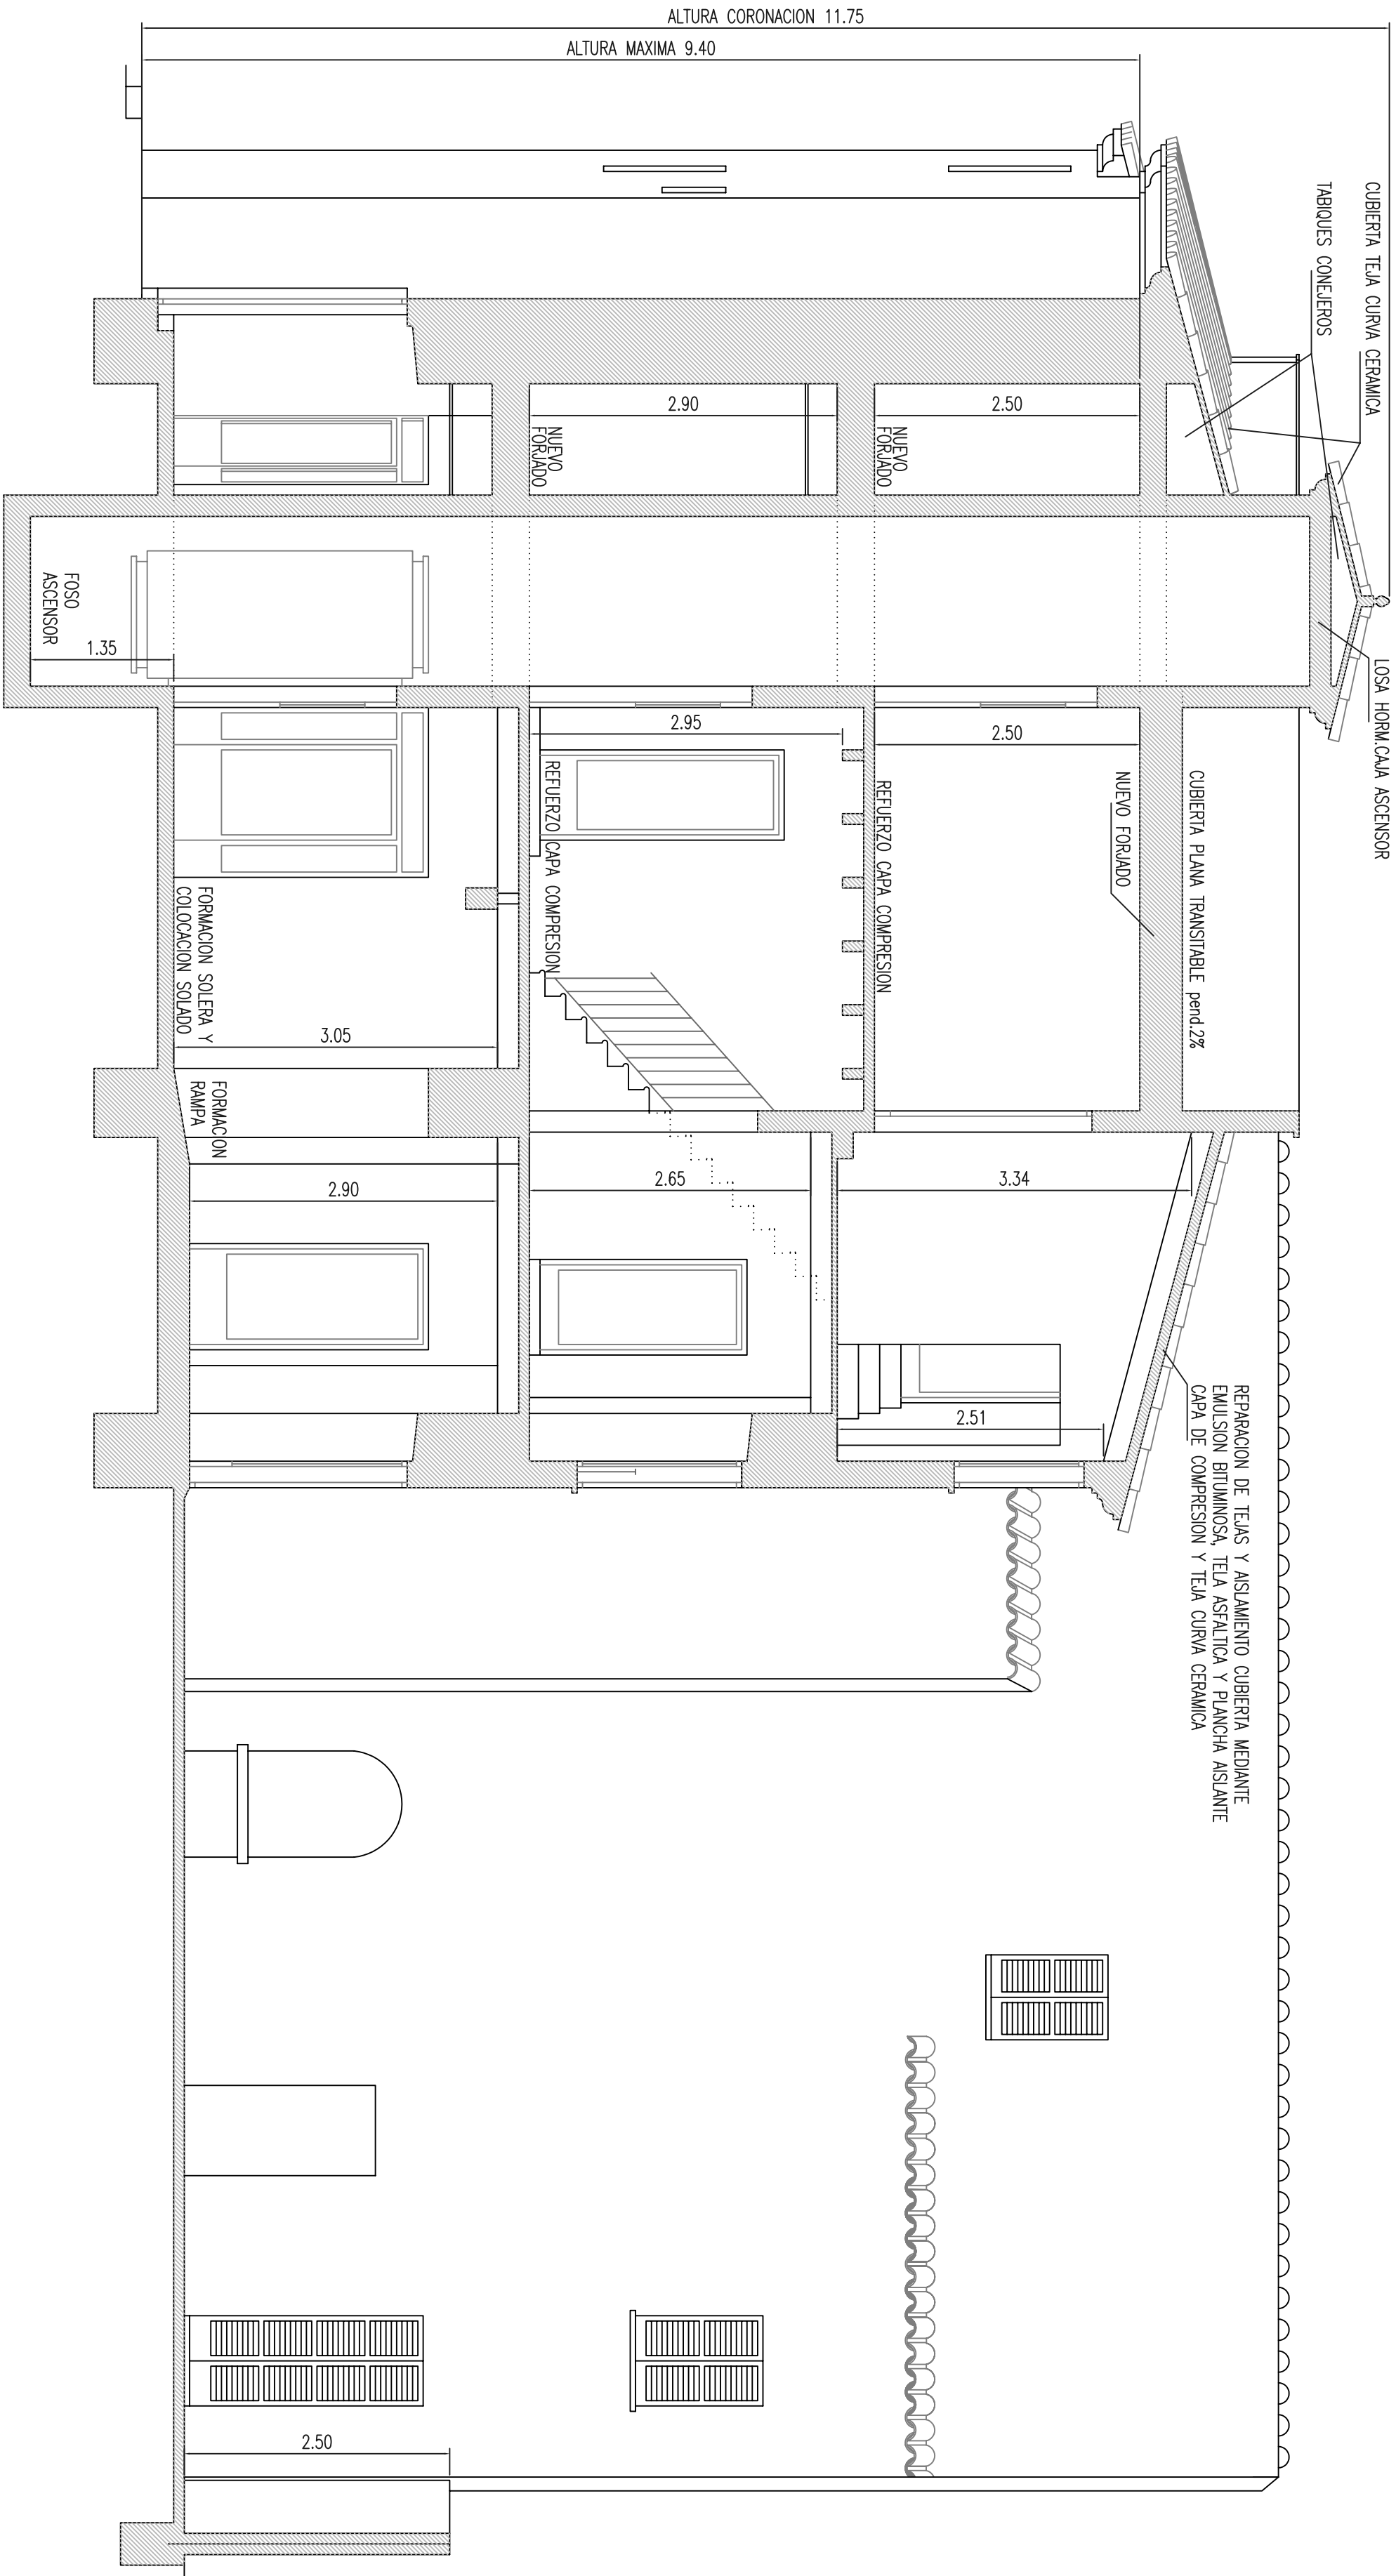 ALTURA CORONACION 11.75
ALTURA MAXIMA 9.40
CUBIERTA TEJA CURVA CERAMICA
TABIQUES CONEJEROS
LOSA HORM.CAJA ASCENSOR
CUBIERTA PLANA TRANSITABLE pend.2%
NUEVO FORJADO
REPARACION DE TEJAS Y AISLAMIENTO CUBIERTA MEDIANTE
EMULSION BITUMINOSA, TELA ASFALTICA Y PLANCHA AISLANTE
CAPA DE COMPRESION Y TEJA CURVA CERAMICA
2.50
NUEVO
FORJADO
2.50
REFUERZO CAPA COMPRESION
3.34
2.51
2.90
NUEVO
FORJADO
2.95
REFUERZO CAPA COMPRESION
2.65
FOSO
ASCENSOR
1.35
FORMACION SOLERA Y
COLOCACION SOLADO
3.05
FORMACION
RAMPA
2.90
2.50